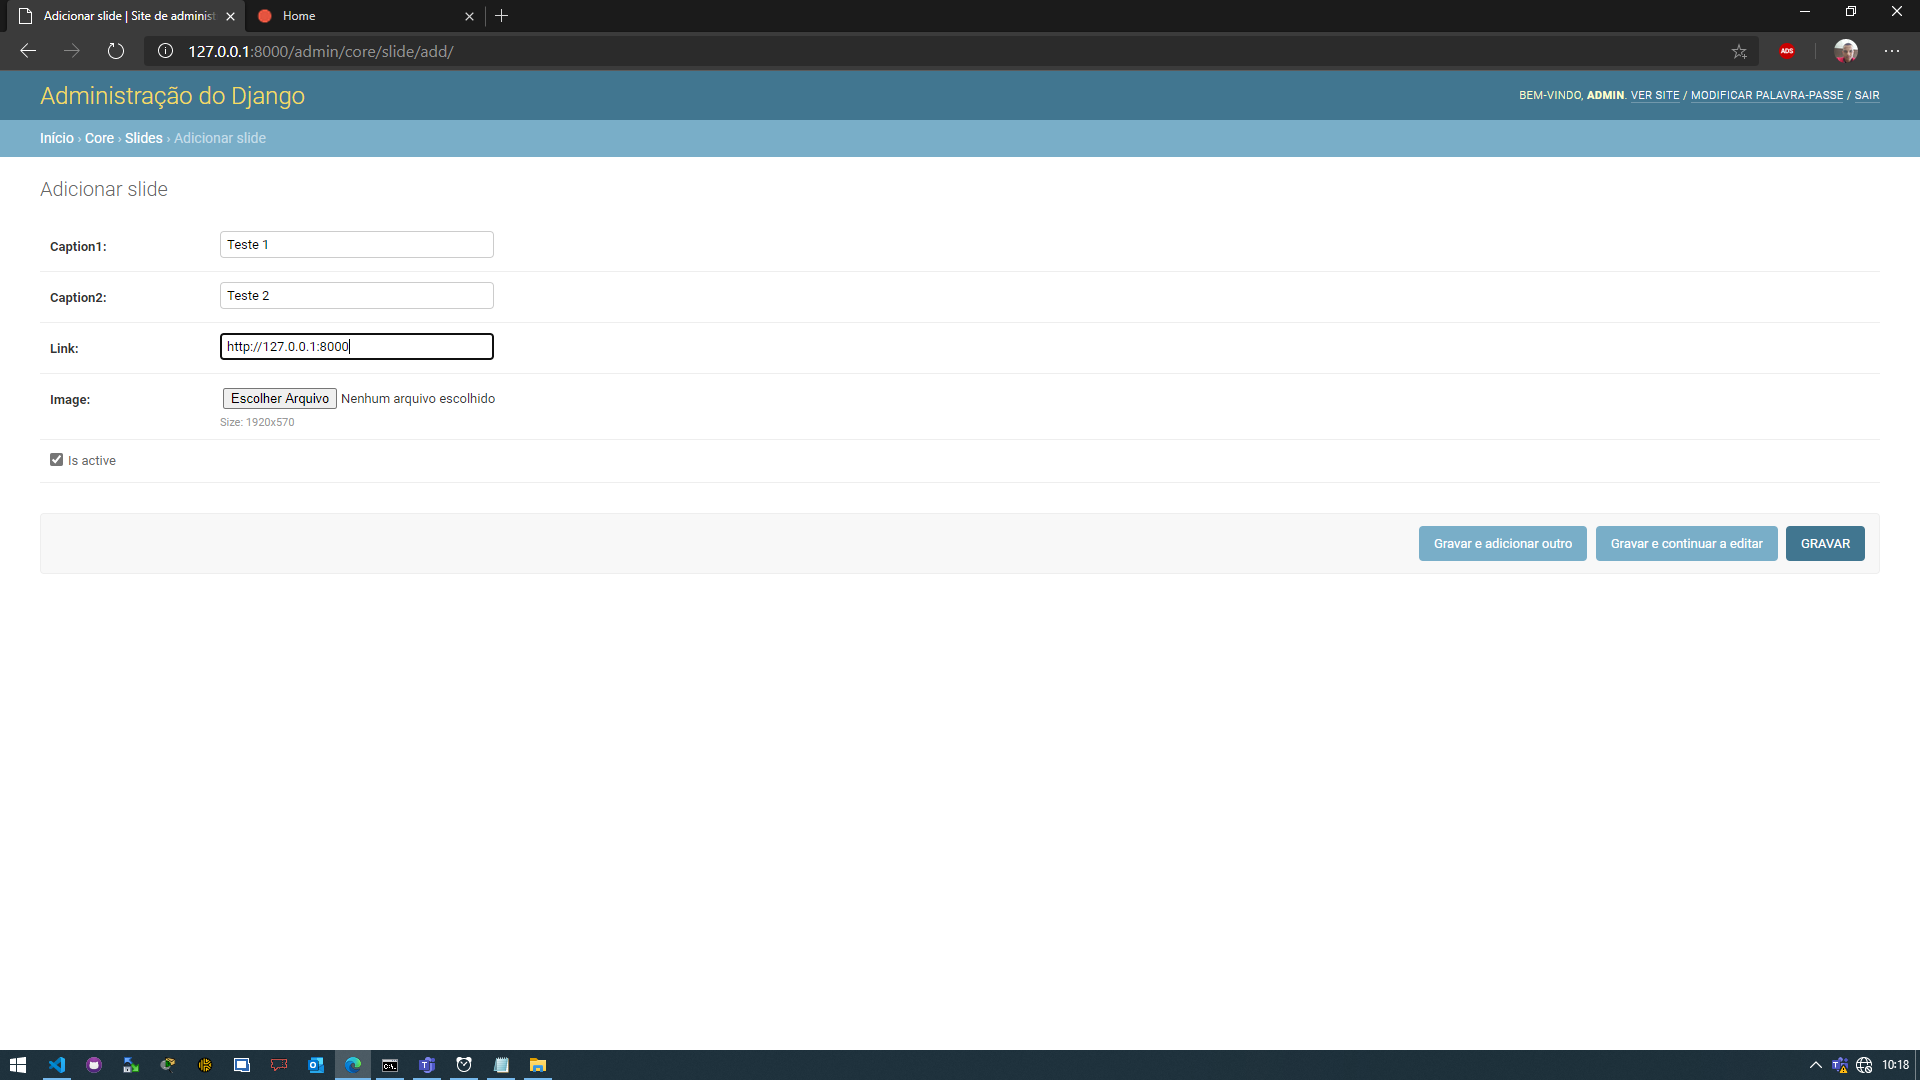 Adicionar slide | Site de administ
Home
127.0.0.1:8000/admin/core/slide/add/
ADS
Administração do Django
BEM-VINDO, ADMIN. VER SITE / MODIFICAR PALAVRA-PASSE / SAIR
Início › Core › Slides › Adicionar slide
Adicionar slide
Caption1:
Teste 1
Caption2:
Teste 2
Link:
http://127.0.0.1:8000
Image:
Escolher Arquivo Nenhum arquivo escolhido
Size: 1920x570
Is active
Gravar e adicionar outro
Gravar e continuar a editar
GRAVAR
10:18